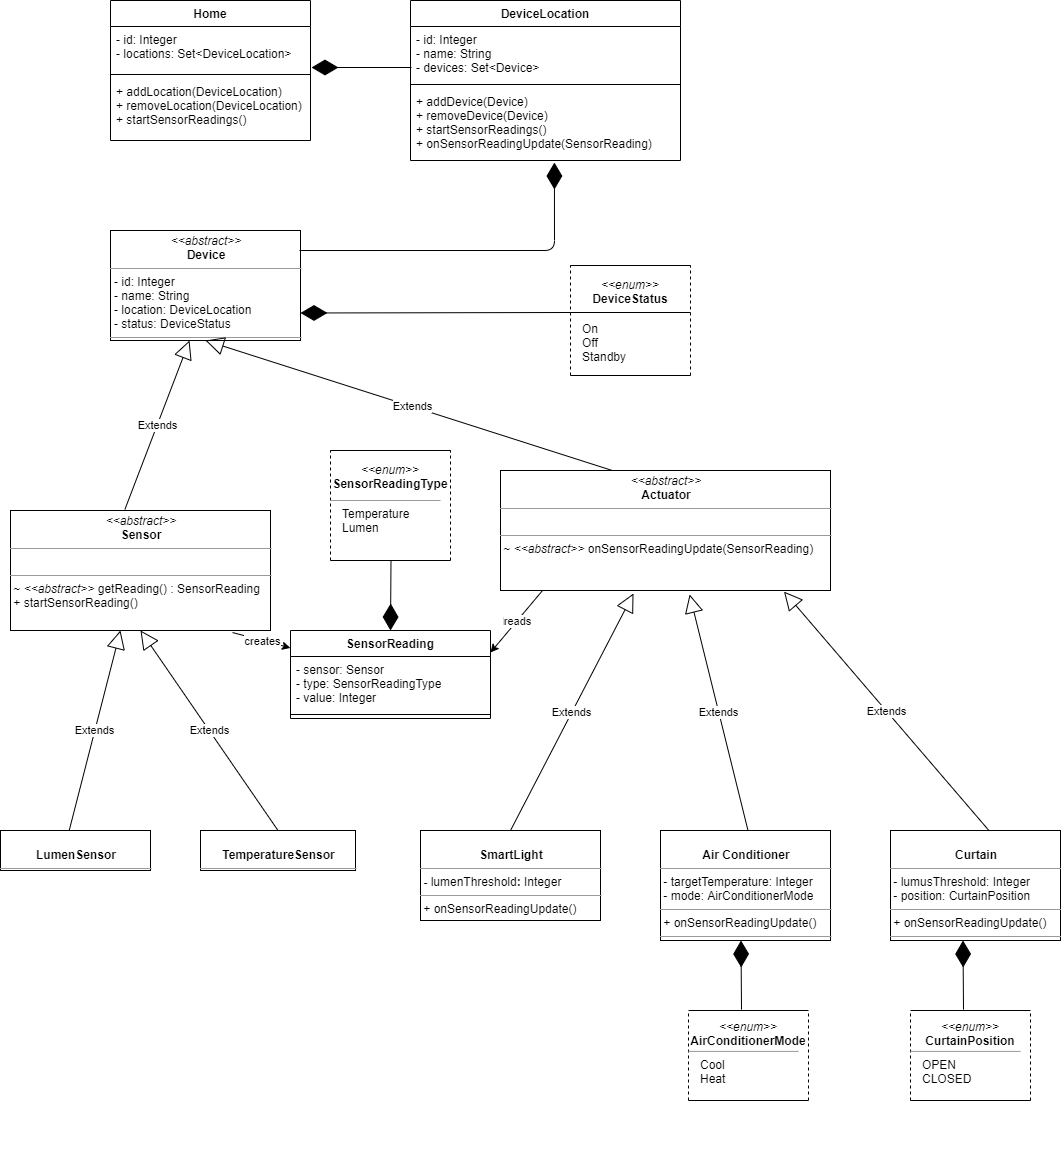 Home
- id: Integer
- locations: Set<DeviceLocation>
+ addLocation(DeviceLocation)
+ removeLocation(DeviceLocation)
+ startSensorReadings()
DeviceLocation
- id: Integer
- name: String
- devices: Set<Device>
+ addDevice(Device)
+ removeDevice(Device)
+ startSensorReadings()
+ onSensorReadingUpdate(SensorReading)
<<abstract>>
Device
- id: Integer
- name: String
- location: DeviceLocation
- status: DeviceStatus
<<enum>>
DeviceStatus
On
Off
Standby
Extends
Extends
<<enum>>
SensorReadingType
Temperature
Lumen
<<abstract>>
Actuator
~ <<abstract>> onSensorReadingUpdate(SensorReading)
<<abstract>>
Sensor
~ <<abstract>> getReading() : SensorReading
+ startSensorReading()
creates
reads
SensorReading
- sensor: Sensor
- type: SensorReadingType
- value: Integer
Extends
Extends
Extends
Extends
Extends
LumenSensor
TemperatureSensor
SmartLight
- lumenThreshold: Integer
+ onSensorReadingUpdate()
Air Conditioner
- targetTemperature: Integer
- mode: AirConditionerMode
+ onSensorReadingUpdate()
Curtain
- lumusThreshold: Integer
- position: CurtainPosition
+ onSensorReadingUpdate()
<<enum>>
AirConditionerMode
Cool
Heat
<<enum>>
CurtainPosition
OPEN
CLOSED